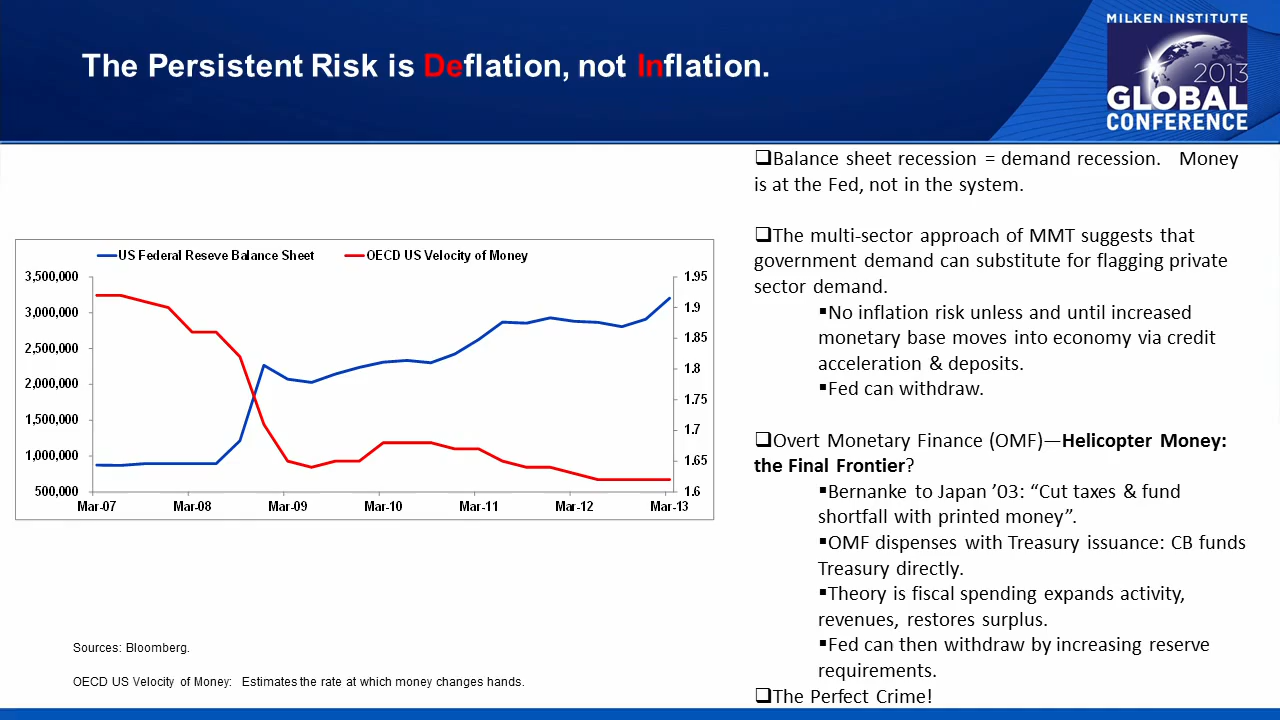 MILKEN INSTITUTE
2013
GLOBAL
CONFERENCE
The Persistent Risk is Deflation, not Inflation.
US Federal Reseve Balance Sheet
OECD US Velocity of Money
3,500,000
3,000,000
2,500,000
2,000,000
1,500,000
1,000,000
500,000
1.95
1.9
1.85
1.8
1.75
1.7
1.65
1.6
Mar-07 Mar-08 Mar-09 Mar-10 Mar-11 Mar-12 Mar-13
Sources: Bloomberg.
OECD US Velocity of Money: Estimates the rate at which money changes hands.
❑Balance sheet recession = demand recession. Money
is at the Fed, not in the system.
❑The multi-sector approach of MMT suggests that
government demand can substitute for flagging private
sector demand.
▪No inflation risk unless and until increased
monetary base moves into economy via credit
acceleration & deposits.
▪Fed can withdraw.
❑Overt Monetary Finance (OMF)—Helicopter Money:
the Final Frontier?
▪Bernanke to Japan ’03: “Cut taxes & fund
shortfall with printed money”.
▪OMF dispenses with Treasury issuance: CB funds
Treasury directly.
▪Theory is fiscal spending expands activity,
revenues, restores surplus.
▪Fed can then withdraw by increasing reserve
requirements.
❑The Perfect Crime!